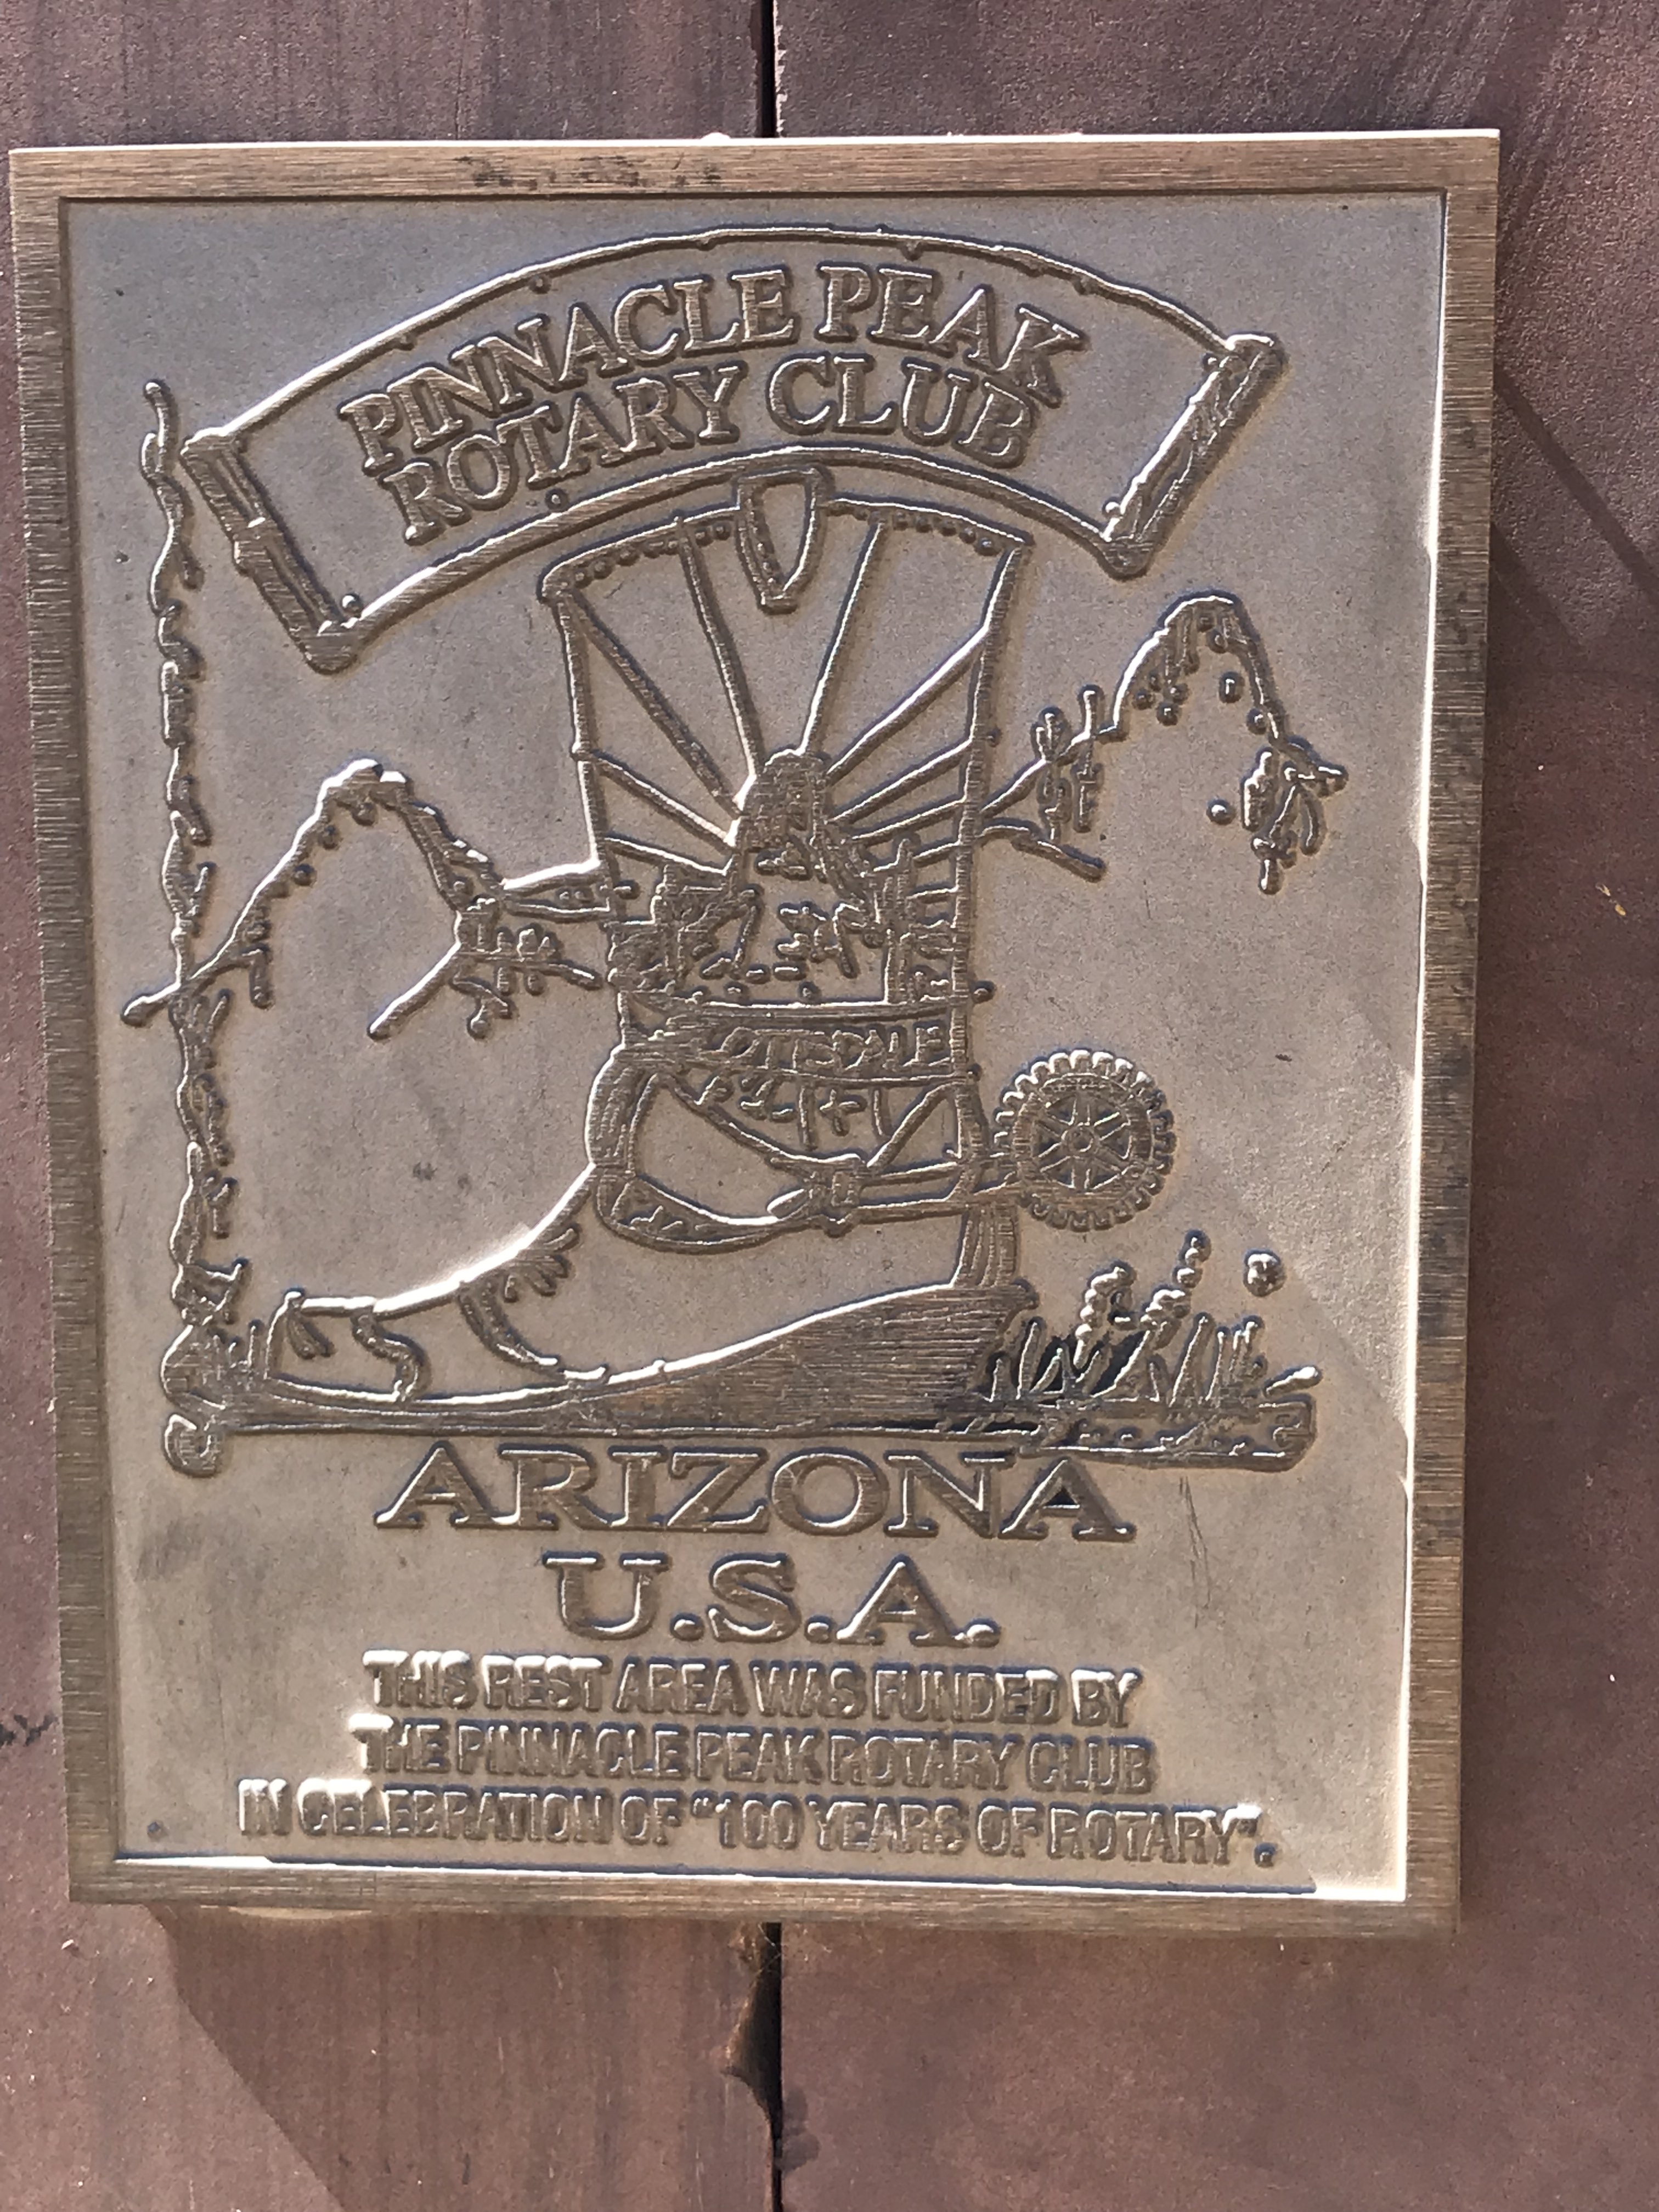 PINNACLE PEAK
ROTARY CLUB
ARIZONA
U.S.A.
THIS REST AREA WAS FUNDED BY
THE PINNACLE PEAK ROTARY CLUB
IN CELEBRATION OF "100 YEARS OF ROTARY".